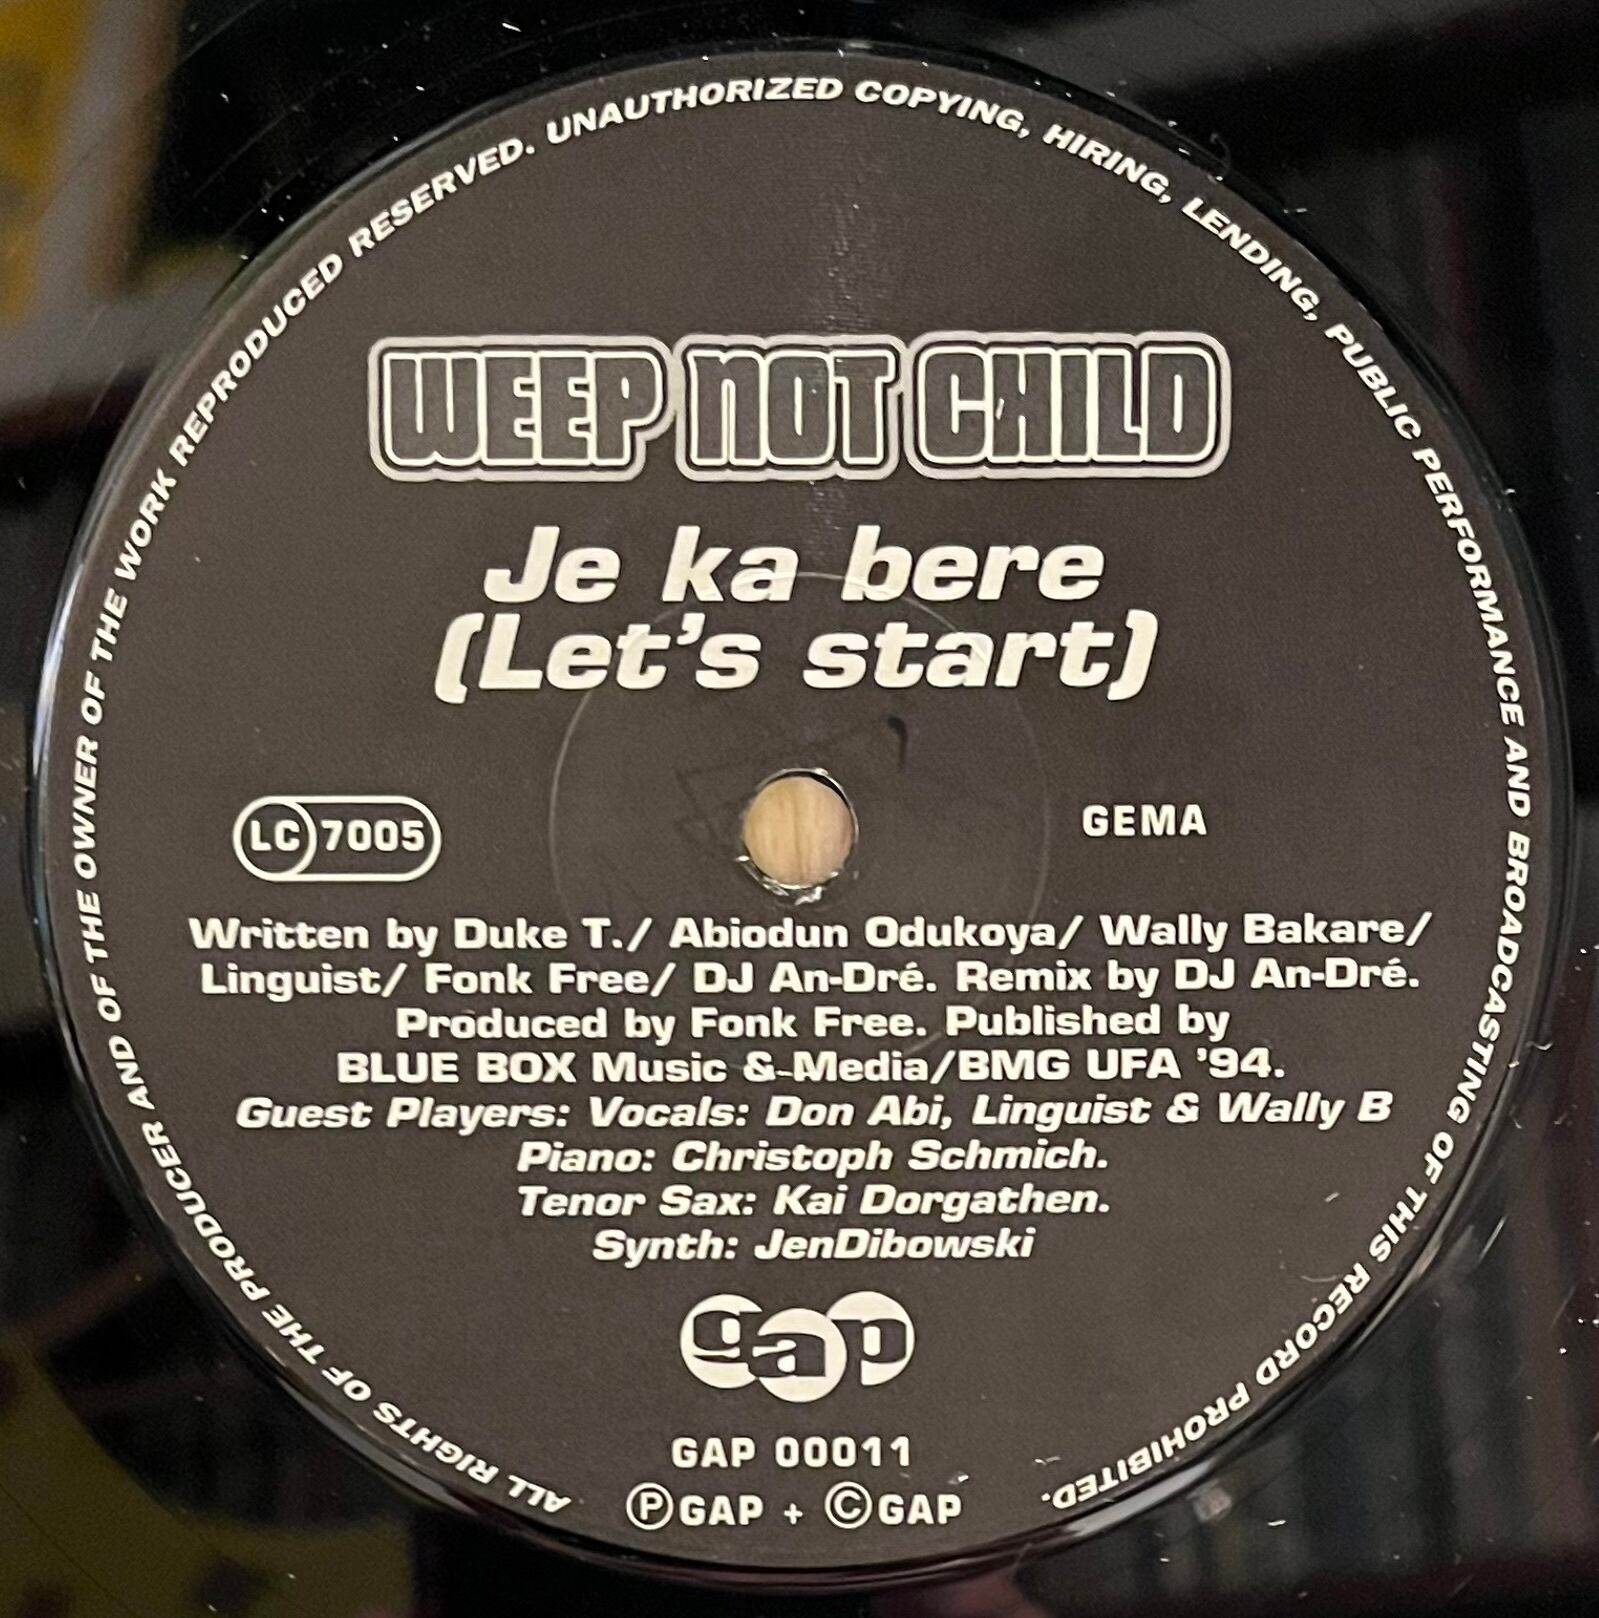 ALL RIGHTS OF THE PRODUCER AND OF THE OWNER OF THE WORK REPRODUCED RESERVED. UNAUTHORIZED COPYING, HIRING, LENDING, PUBLIC PERFORMANCE AND BROADCASTING OF THIS RECORD PROHIBITED.
WEEP NOT CHILD
Je ka bere
(Let's start)
LC 7005
GEMA
Written by Duke T./ Abiodun Odukoya/ Wally Bakare/
Linguist/ Fonk Free/ DJ An-Dré. Remix by DJ An-Dré.
Produced by Fonk Free. Published by
BLUE BOX Music & Media/BMG UFA '94.
Guest Players: Vocals: Don Abi, Linguist & Wally B
Piano: Christoph Schmich.
Tenor Sax: Kai Dorgathen.
Synth: JenDibowski
gap
GAP 00011
ⓅGAP + ©GAP